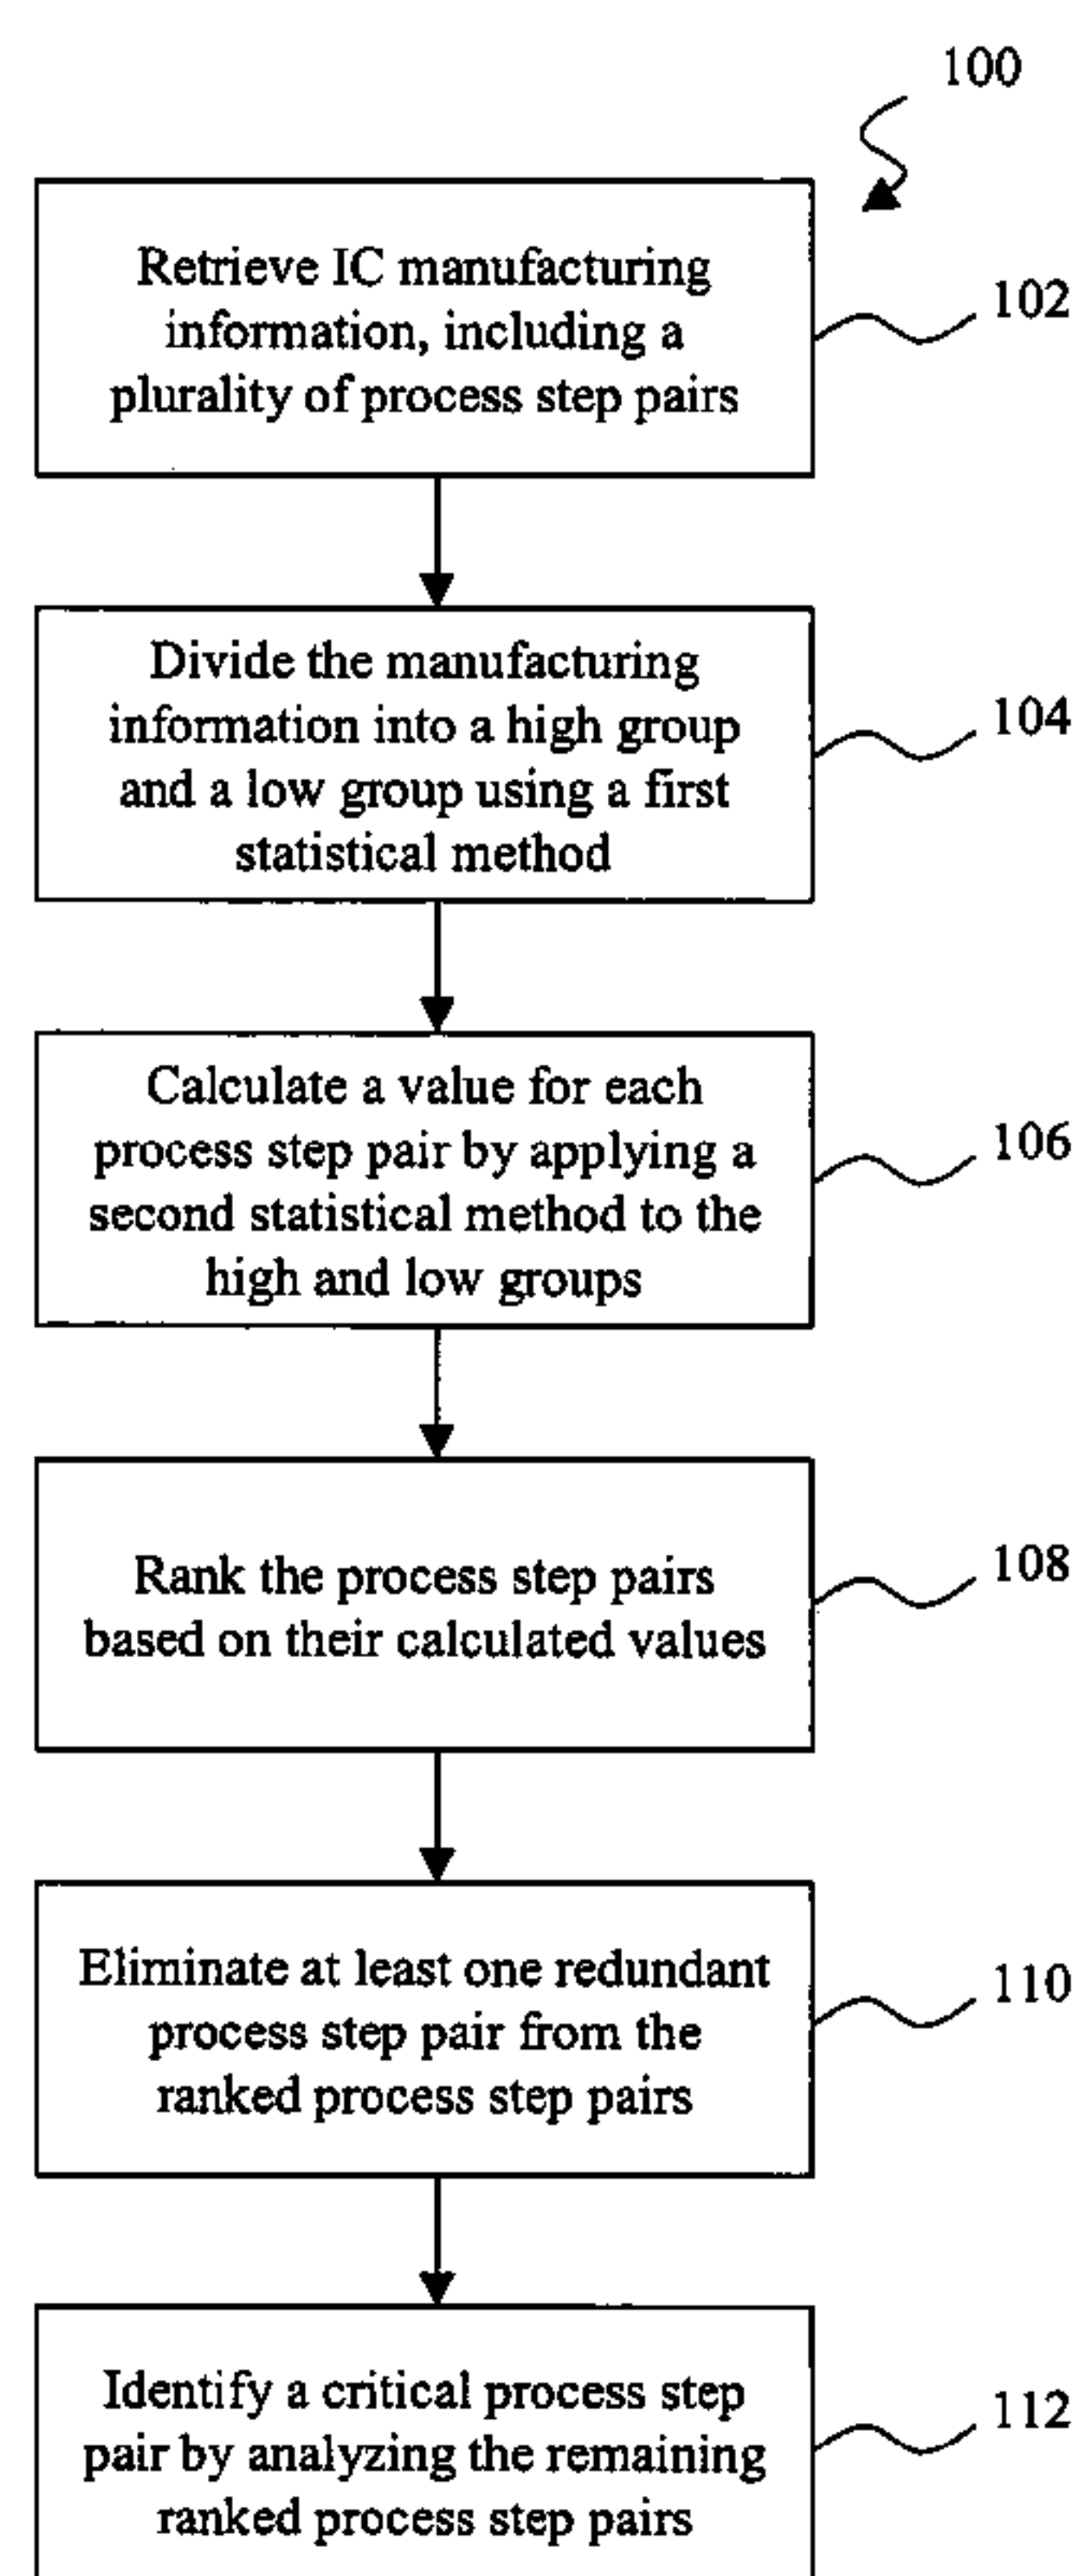 100
Retrieve IC manufacturing
information, including a
plurality of process step pairs
102
Divide the manufacturing
information into a high group
and a low group using a first
statistical method
104
Calculate a value for each
process step pair by applying a
second statistical method to the
high and low groups
106
Rank the process step pairs
based on their calculated values
108
Eliminate at least one redundant
process step pair from the
ranked process step pairs
110
Identify a critical process step
pair by analyzing the remaining
ranked process step pairs
112